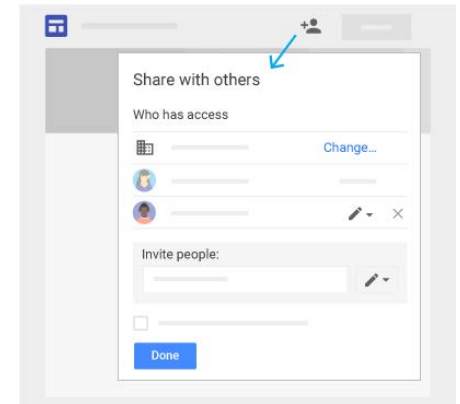 Share with others
Who has access
Change...
Invite people:
Done